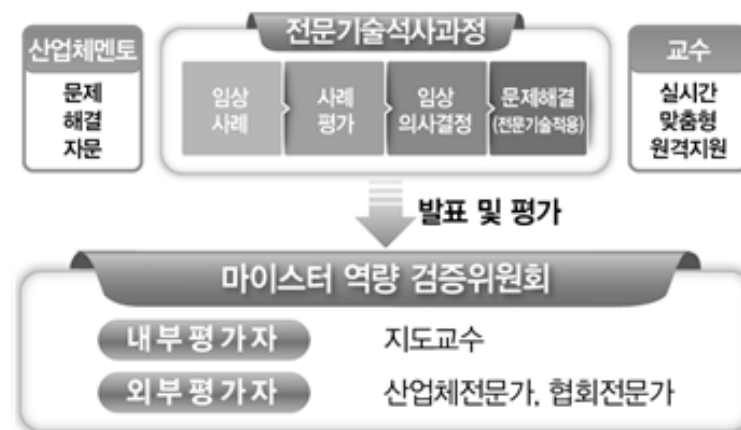 전문기술석사과정
산업체멘토
문제
해결
자문
임상
사례
사례
평가
임상
의사결정
문제해결
(전문기술적용)
교수
실시간
맞춤형
원격지원
발표 및 평가
마이스터 역량 검증위원회
내부평가자 지도교수
외부평가자 산업체전문가, 협회전문가